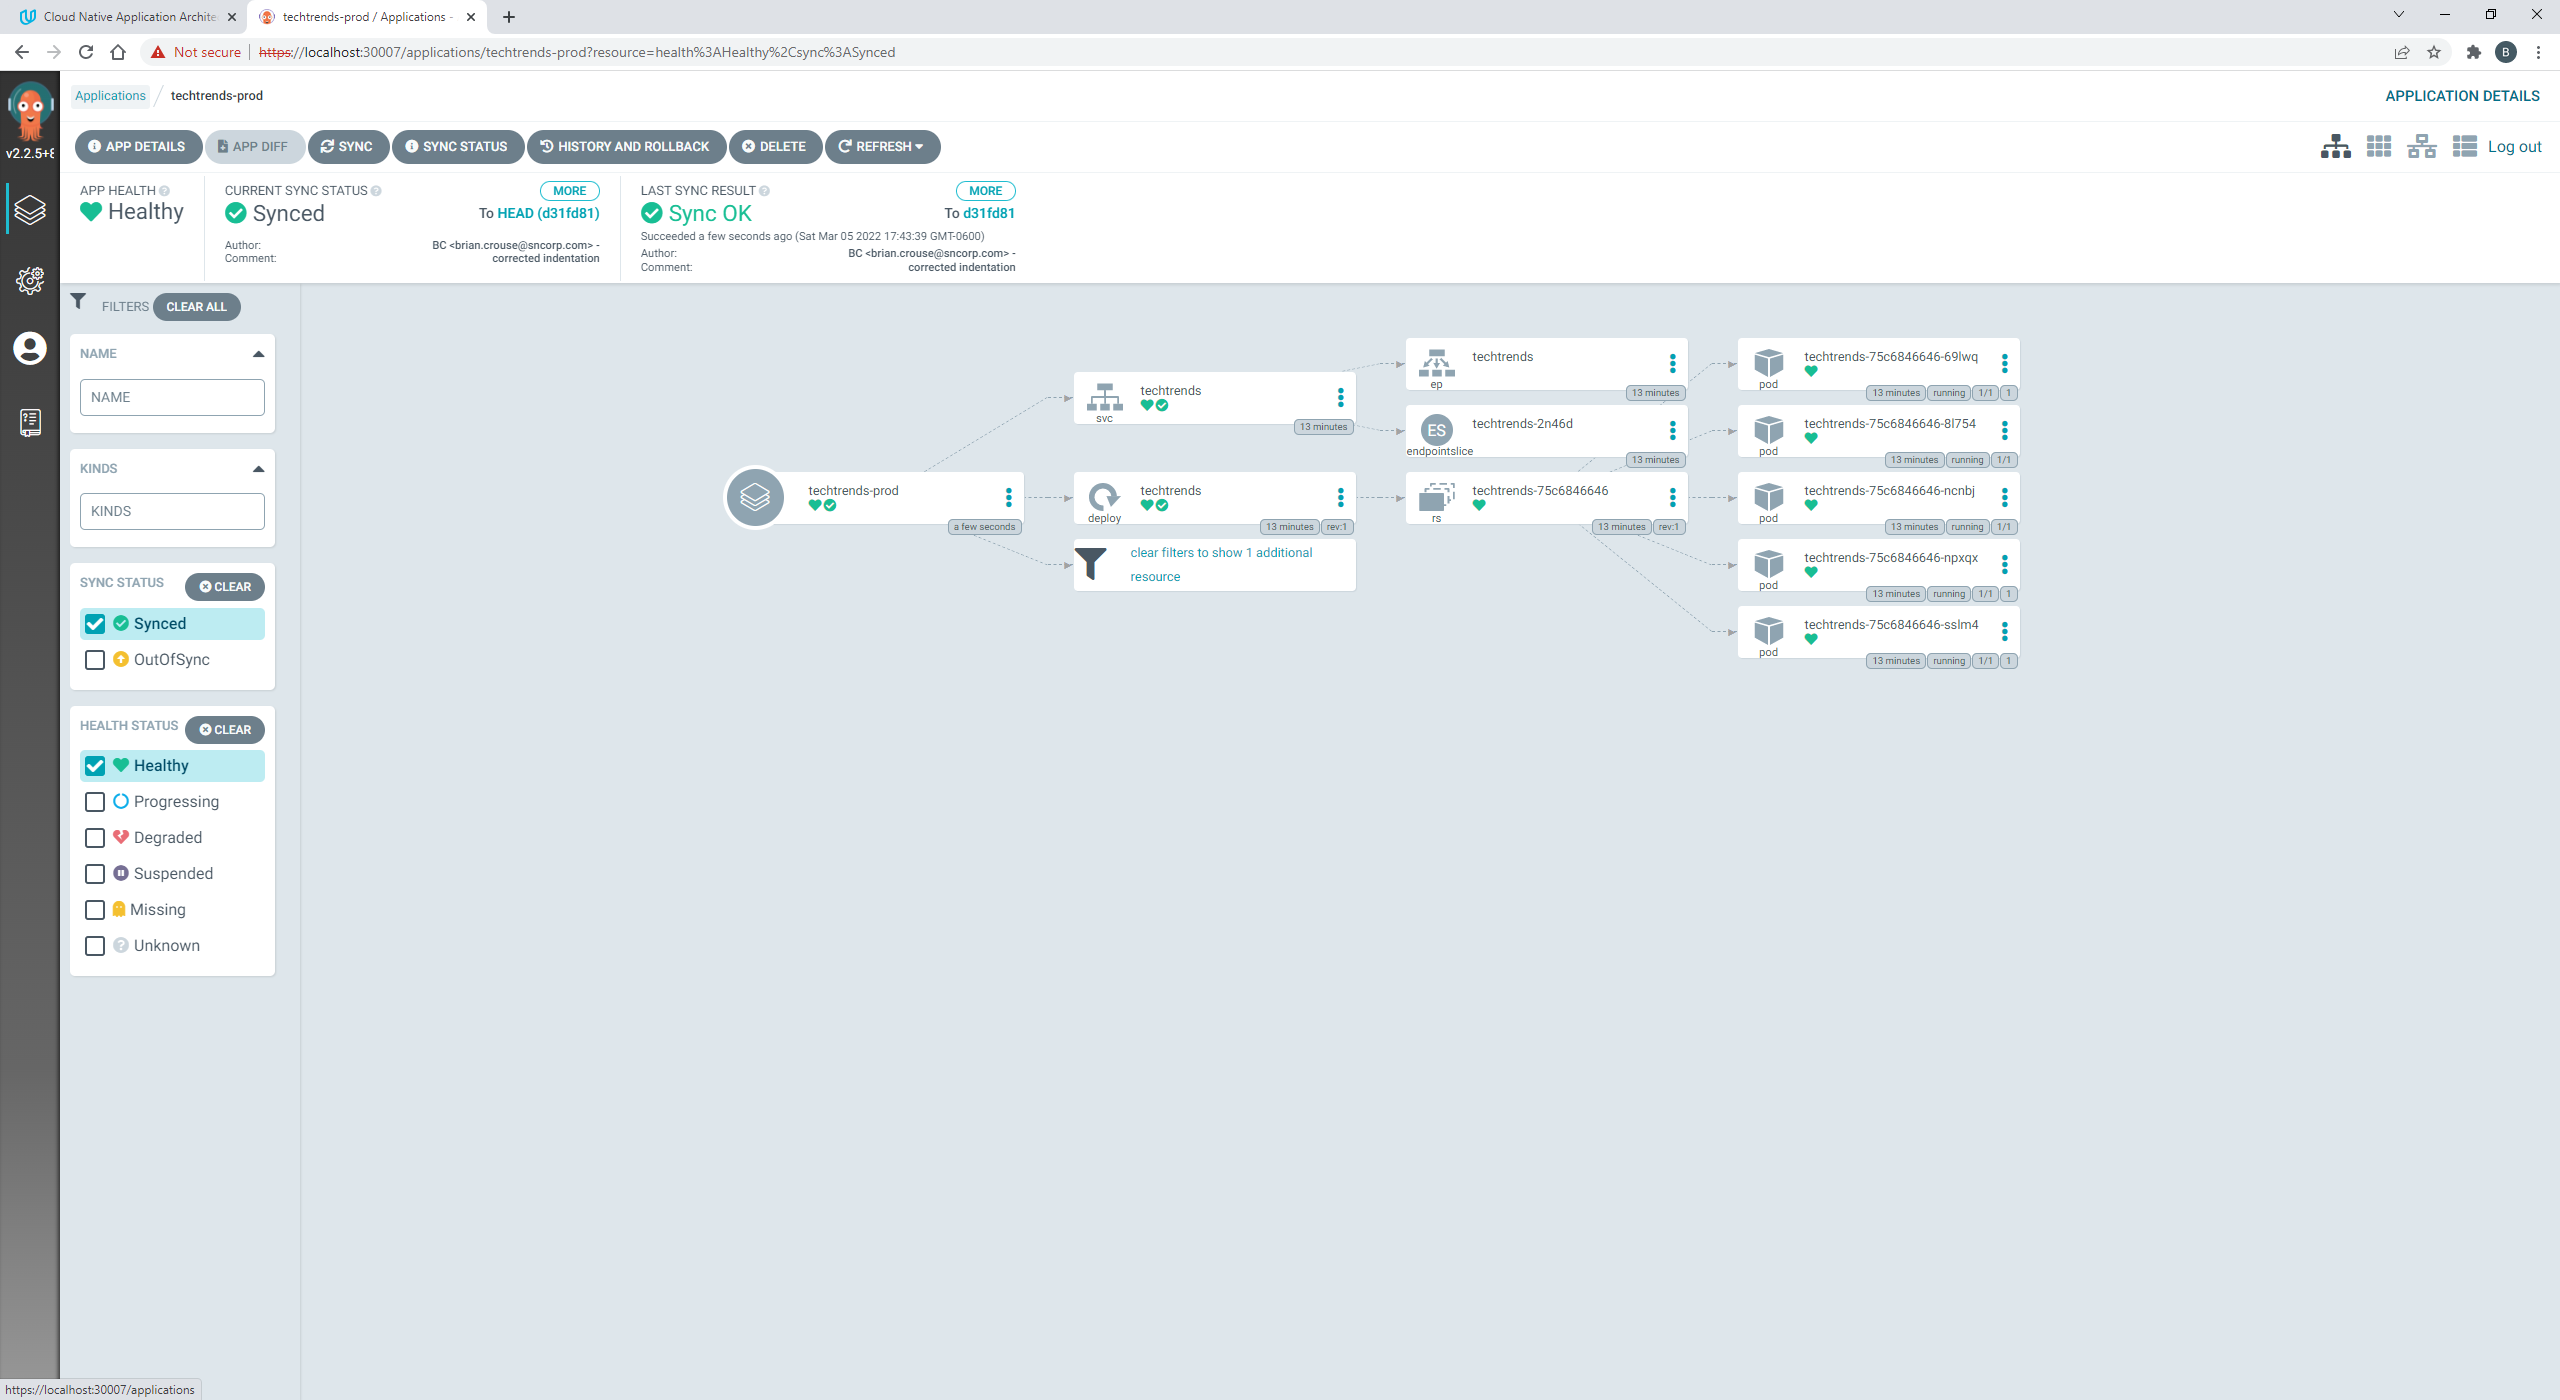 Cloud Native Application Archite
techtrends-prod / Applications -
Not secure
https://localhost:30007/applications/techtrends-prod?resource=health%3AHealthy%2Csync%3ASynced
B
v2.2.5+8
Applications
techtrends-prod
APPLICATION DETAILS
APP DETAILS
APP DIFF
SYNC
SYNC STATUS
HISTORY AND ROLLBACK
DELETE
REFRESH
Log out
APP HEALTH
Healthy
CURRENT SYNC STATUS
MORE
Synced
To HEAD (d31fd81)
Author:
BC <brian.crouse@sncorp.com> -
Comment:
corrected indentation
LAST SYNC RESULT
MORE
Sync OK
To d31fd81
Succeeded a few seconds ago (Sat Mar 05 2022 17:43:39 GMT-0600)
Author:
BC <brian.crouse@sncorp.com> -
Comment:
corrected indentation
FILTERS
CLEAR ALL
NAME
NAME
KINDS
KINDS
SYNC STATUS
CLEAR
Synced
OutOfSync
HEALTH STATUS
CLEAR
Healthy
Progressing
Degraded
Suspended
Missing
Unknown
techtrends-prod
a few seconds
svc
techtrends
13 minutes
deploy
techtrends
13 minutes
rev:1
clear filters to show 1 additional
resource
ep
techtrends
13 minutes
ES
endpointslice
techtrends-2n46d
13 minutes
rs
techtrends-75c6846646
13 minutes
rev:1
pod
techtrends-75c6846646-69lwq
13 minutes
running
1/1
1
pod
techtrends-75c6846646-8l754
13 minutes
running
1/1
pod
techtrends-75c6846646-ncnbj
13 minutes
running
1/1
pod
techtrends-75c6846646-npxqx
13 minutes
running
1/1
1
pod
techtrends-75c6846646-sslm4
13 minutes
running
1/1
1
https://localhost:30007/applications